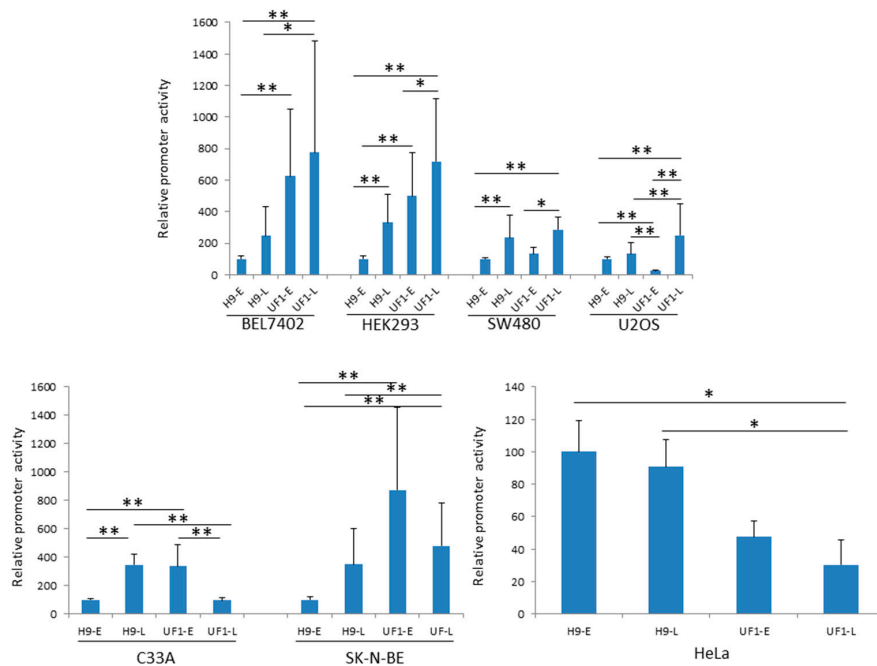 Relative promoter activity
1600
1400
1200
1000
800
600
400
200
0
** * **
** * ** **
** ** *
** ** ** ** **
H9-E H9-L UF1-E UF1-L H9-E H9-L UF1-E UF1-L H9-E H9-L UF1-E UF1-L H9-E H9-L UF1-E UF1-L
BEL7402 HEK293 SW480 U2OS
Relative promoter activity
1600
1400
1200
1000
800
600
400
200
0
** ** ** **
** ** **
H9-E H9-L UF1-E UF1-L H9-E H9-L UF1-E UF-L
C33A SK-N-BE
Relative promoter activity
140
120
100
80
60
40
20
0
*
*
H9-E H9-L UF1-E UF1-L
HeLa